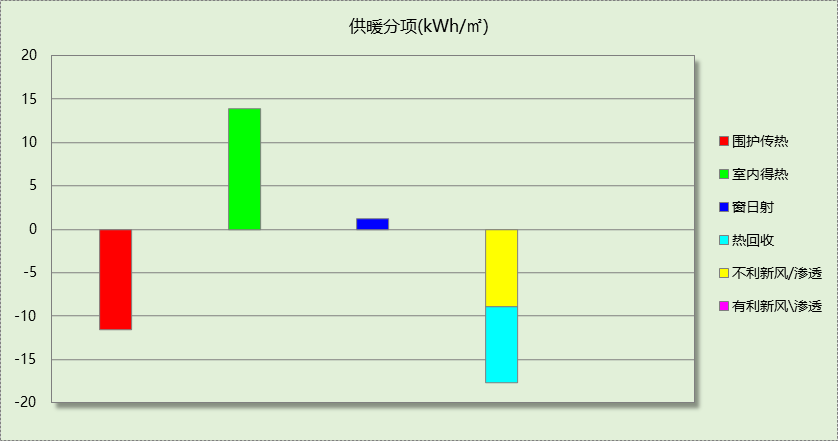 供暖分项(kWh/㎡)
20
15
10
5
0
-5
-10
-15
-20
围护传热
室内得热
窗日射
热回收
不利新风/渗透
有利新风\渗透